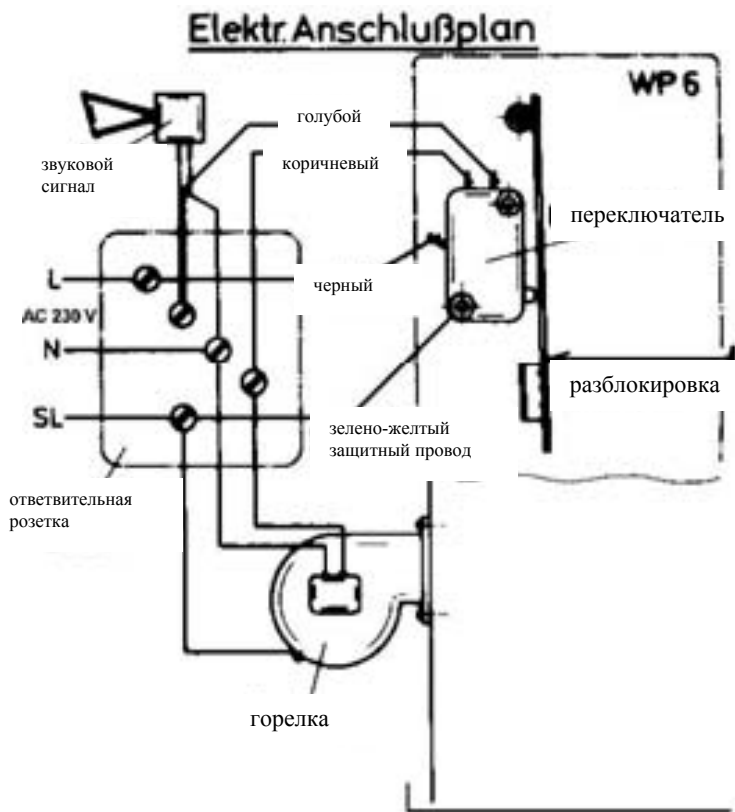 Elektr. Anschlußplan
WP 6
голубой
звуковой
сигнал
коричневый
переключатель
L
черный
AC 230 V
N
разблокировка
SL
зелено-желтый
защитный провод
ответвительная
розетка
горелка